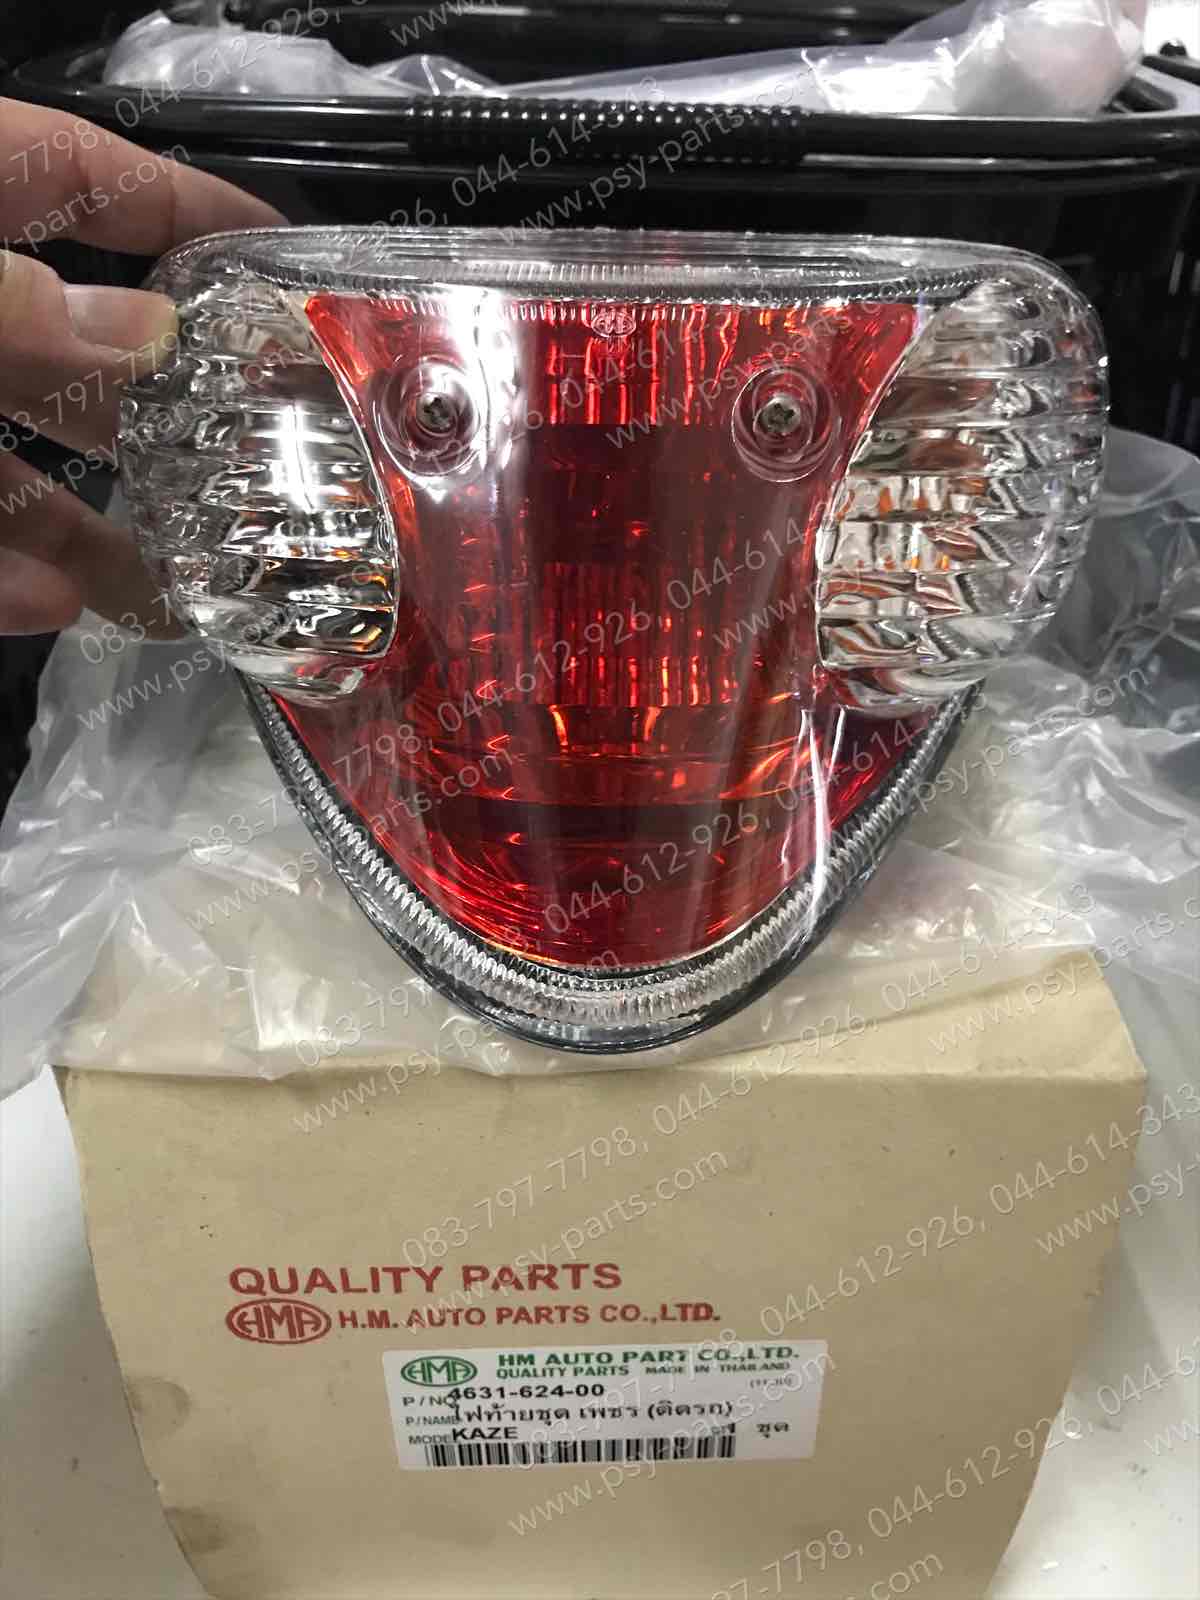 083-797-7798, 044-612-926, 044-614-343
www.psy-parts.com
HMA
QUALITY PARTS
HMA H.M. AUTO PARTS CO.,LTD.
HMA HM AUTO PART CO.,LTD.
QUALITY PARTS MADE IN THAILAND
P/NO 4631-624-00
P/NAME ไฟท้ายชุด เพชร (ติดรถ)
MODEL KAZE 1 ชุด